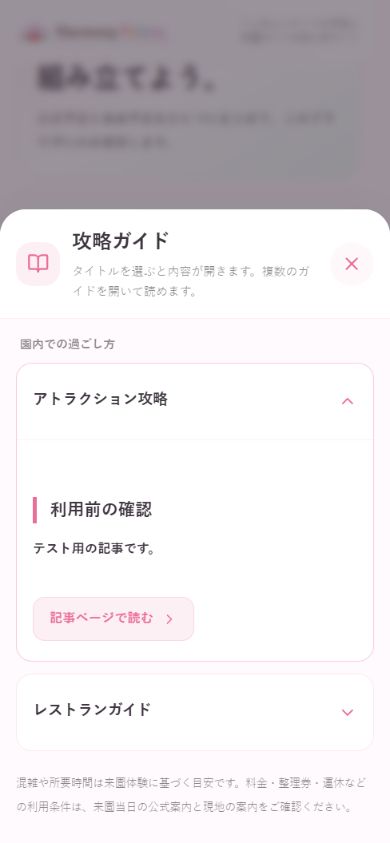 組み立てよう。
攻略ガイド
タイトルを選ぶと内容が開きます。複数のガ
イドを開いて読めます。
園内での過ごし方
アトラクション攻略
利用前の確認
テスト用の記事です。
記事ページで読む
レストランガイド
混雑や所要時間は来園体験に基づく目安です。料金・整理券・運休など
の利用条件は、来園当日の公式案内と現地の案内をご確認ください。